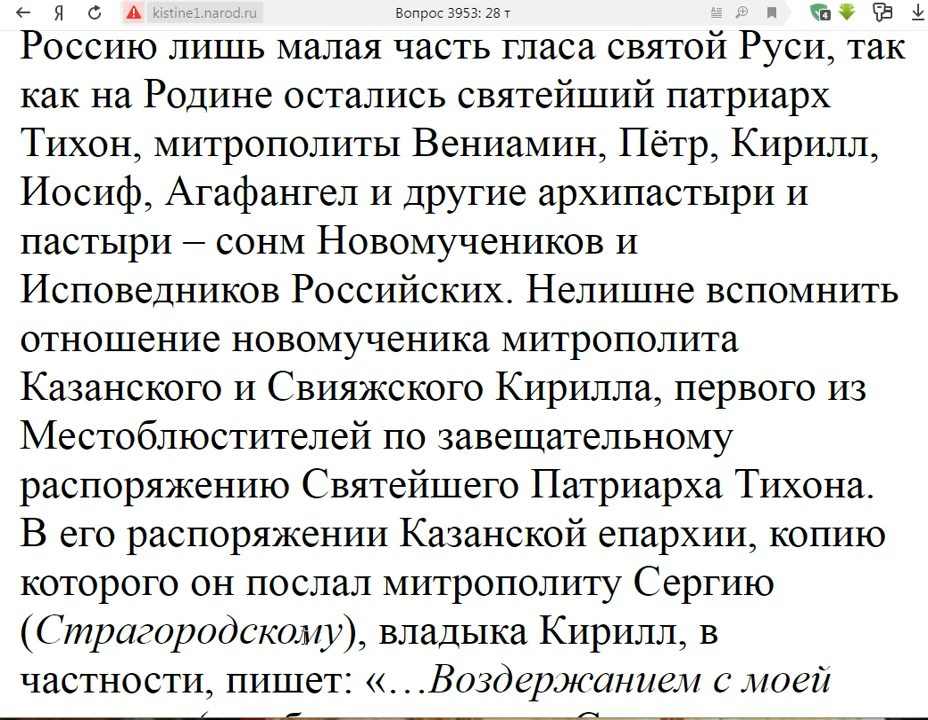 Я kistine1.narod.ru Вопрос 3953: 28 т 4
Россию лишь малая часть гласа святой Руси, так
как на Родине остались святейший патриарх
Тихон, митрополиты Вениамин, Пётр, Кирилл,
Иосиф, Агафангел и другие архипастыри и
пастыри – сонм Новомучеников и
Исповедников Российских. Нелишне вспомнить
отношение новомученика митрополита
Казанского и Свияжского Кирилла, первого из
Местоблюстителей по завещательному
распоряжению Святейшего Патриарха Тихона.
В его распоряжении Казанской епархии, копию
которого он послал митрополиту Сергию
(Страгородскому), владыка Кирилл, в
частности, пишет: «…Воздержанием с моей